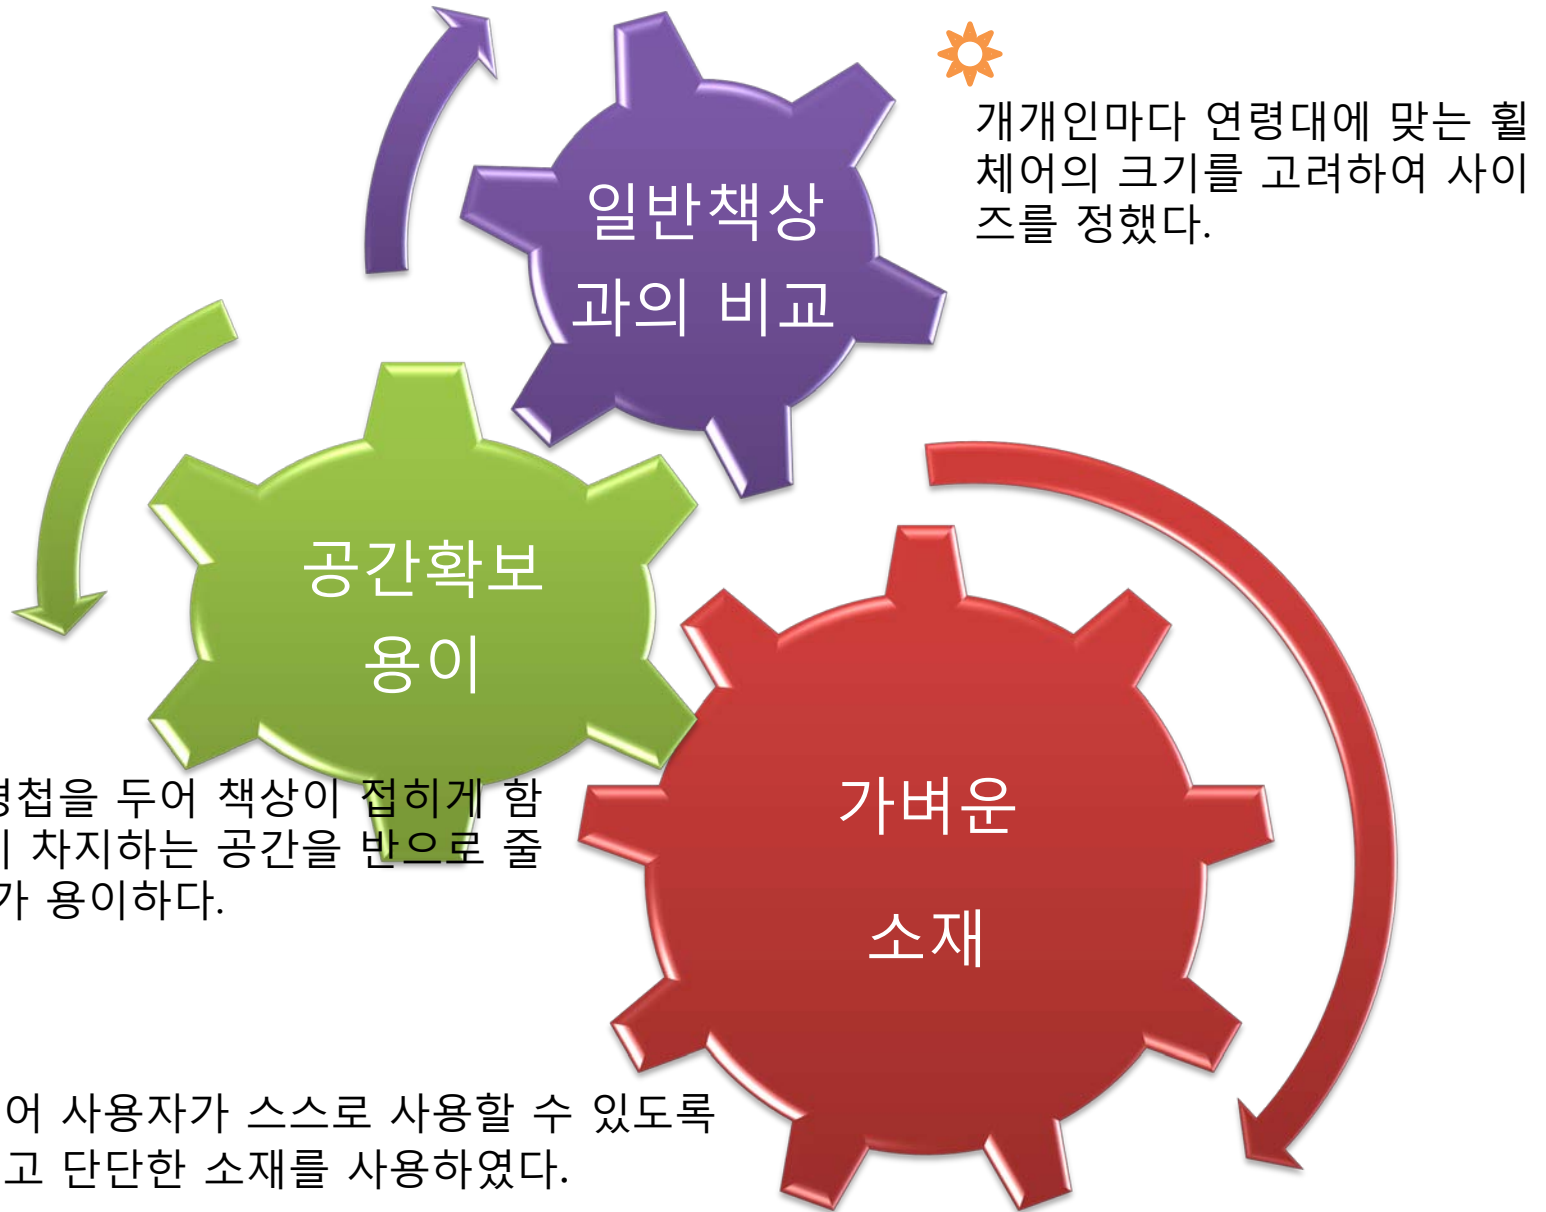 개개인마다 연령대에 맞는 휠
체어의 크기를 고려하여 사이
즈를 정했다.
일반책상
과의 비교
공간확보
용이
경첩을 두어 책상이 접히게 함
차지하는 공간을 반으로 줄
가 용이하다.
가벼운
소재
어 사용자가 스스로 사용할 수 있도록
고 단단한 소재를 사용하였다.